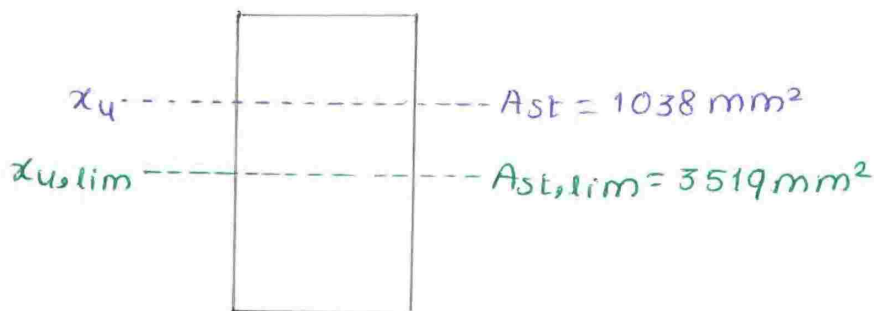 xu Ast = 1038 mm²
xu,lim Ast,lim = 3519 mm²